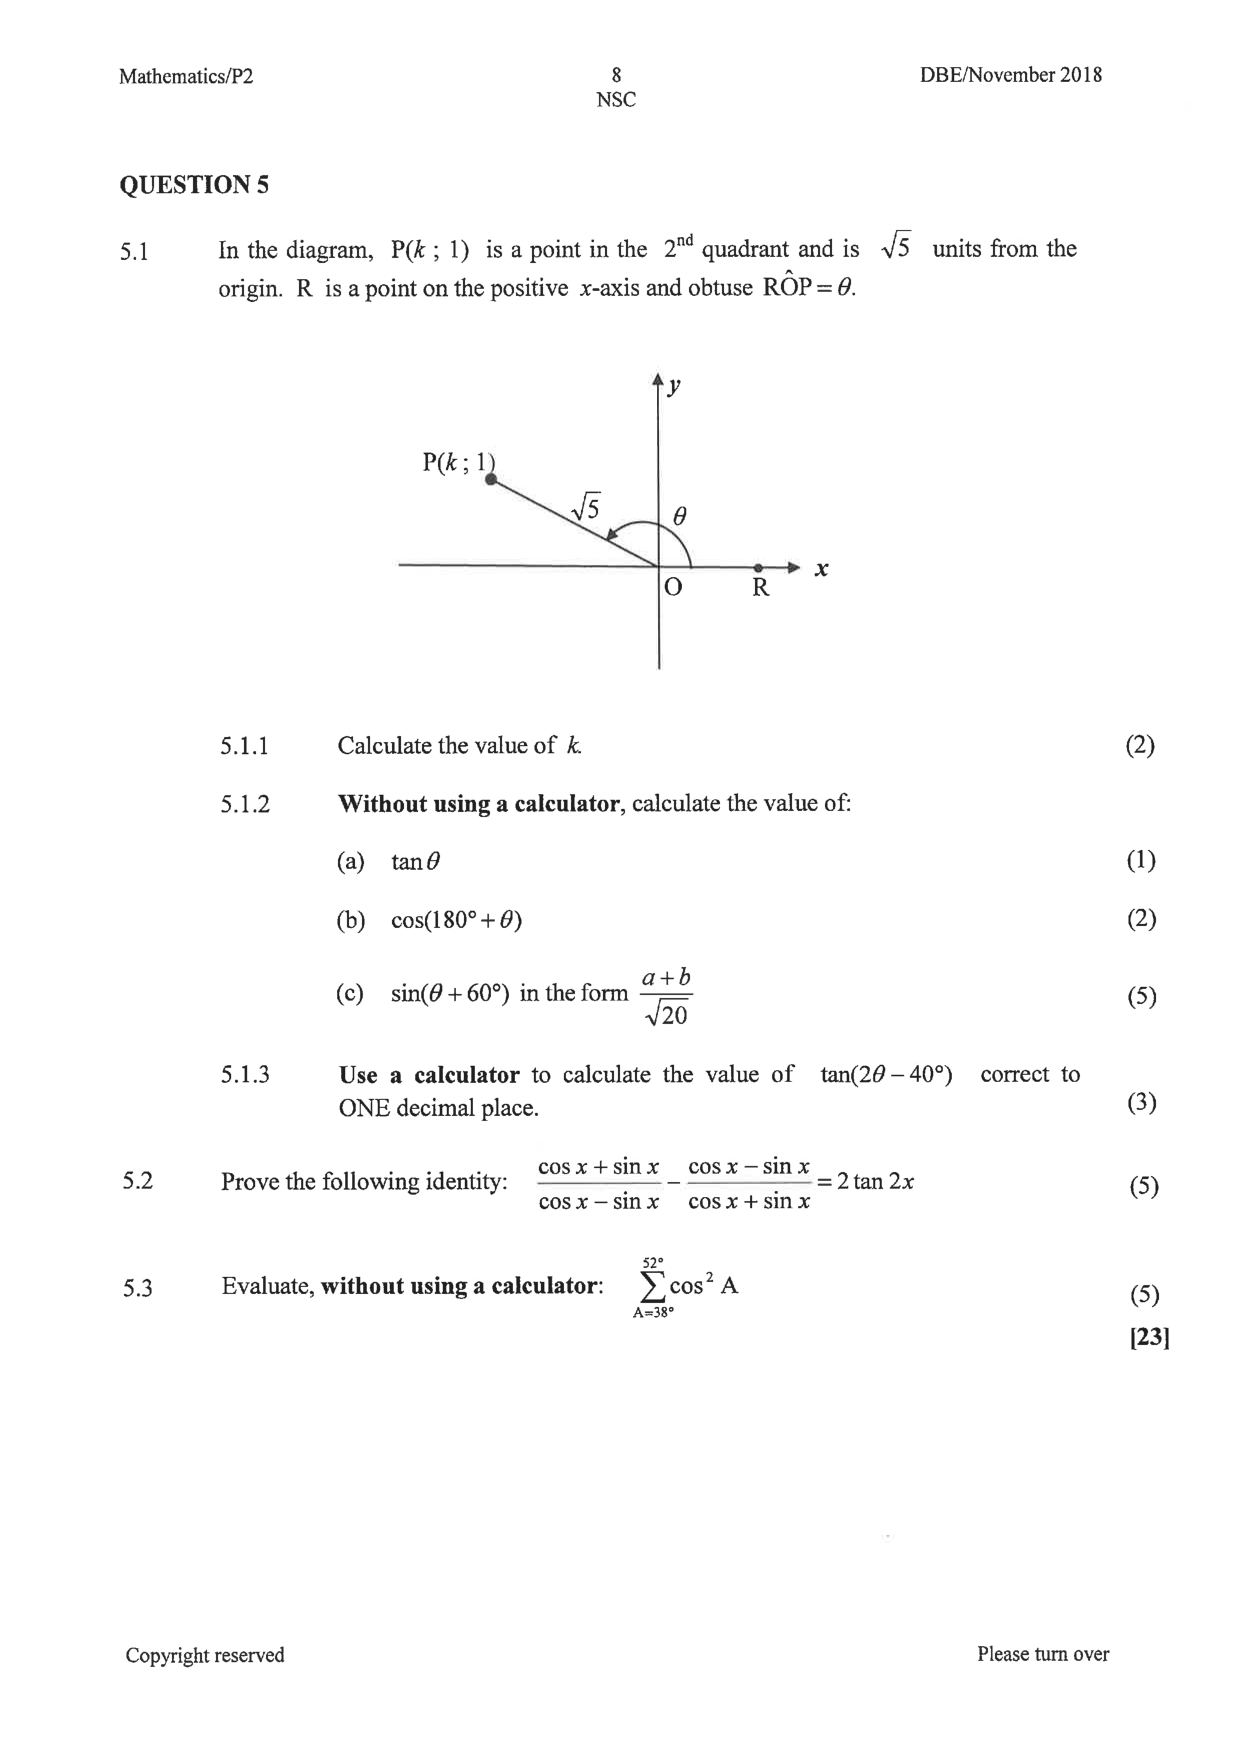 Mathematics/P2 8 DBE/November 2018
NSC
QUESTION 5
5.1 In the diagram, P(k ; 1) is a point in the 2nd quadrant and is √5 units from the
origin. R is a point on the positive x-axis and obtuse RÔP = θ.
y
P(k ; 1)
√5
θ
x
O
R
5.1.1 Calculate the value of k. (2)
5.1.2 Without using a calculator, calculate the value of:
(a) tan θ (1)
(b) cos(180° + θ) (2)
(c) sin(θ + 60°) in the form a + b / √20 (5)
5.1.3 Use a calculator to calculate the value of tan(2θ − 40°) correct to
ONE decimal place. (3)
5.2 Prove the following identity: cos x + sin x / cos x − sin x − cos x − sin x / cos x + sin x = 2 tan 2x (5)
52°
5.3 Evaluate, without using a calculator: ∑ cos² A (5)
A=38°
[23]
Copyright reserved Please turn over